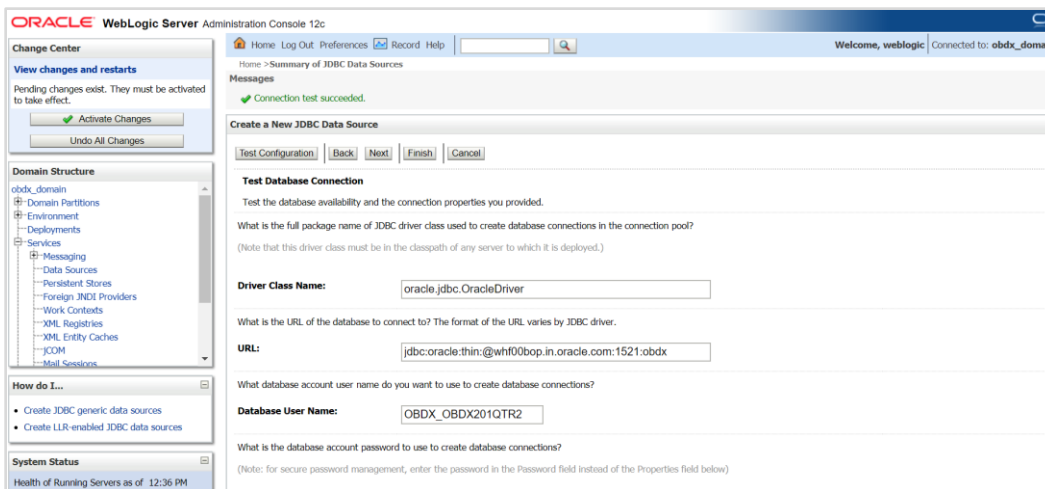 ORACLE WebLogic Server Administration Console 12c
Change Center
View changes and restarts
Pending changes exist. They must be activated
to take effect.
Activate Changes
Undo All Changes
Domain Structure
obdx_domain
Domain Partitions
Environment
Deployments
Services
Messaging
Data Sources
Persistent Stores
Foreign JNDI Providers
Work Contexts
XML Registries
XML Entity Caches
jCOM
Mail Sessions
How do I...
Create JDBC generic data sources
Create LLR-enabled JDBC data sources
System Status
Health of Running Servers as of 12:36 PM
Home Log Out Preferences Record Help
Welcome, weblogic Connected to: obdx_doma
Home >Summary of JDBC Data Sources
Messages
Connection test succeeded.
Create a New JDBC Data Source
Test Configuration Back Next Finish Cancel
Test Database Connection
Test the database availability and the connection properties you provided.
What is the full package name of JDBC driver class used to create database connections in the connection pool?
(Note that this driver class must be in the classpath of any server to which it is deployed.)
Driver Class Name: oracle.jdbc.OracleDriver
What is the URL of the database to connect to? The format of the URL varies by JDBC driver.
URL: jdbc:oracle:thin:@whf00bop.in.oracle.com:1521:obdx
What database account user name do you want to use to create database connections?
Database User Name: OBDX_OBDX201QTR2
What is the database account password to use to create database connections?
(Note: for secure password management, enter the password in the Password field instead of the Properties field below)